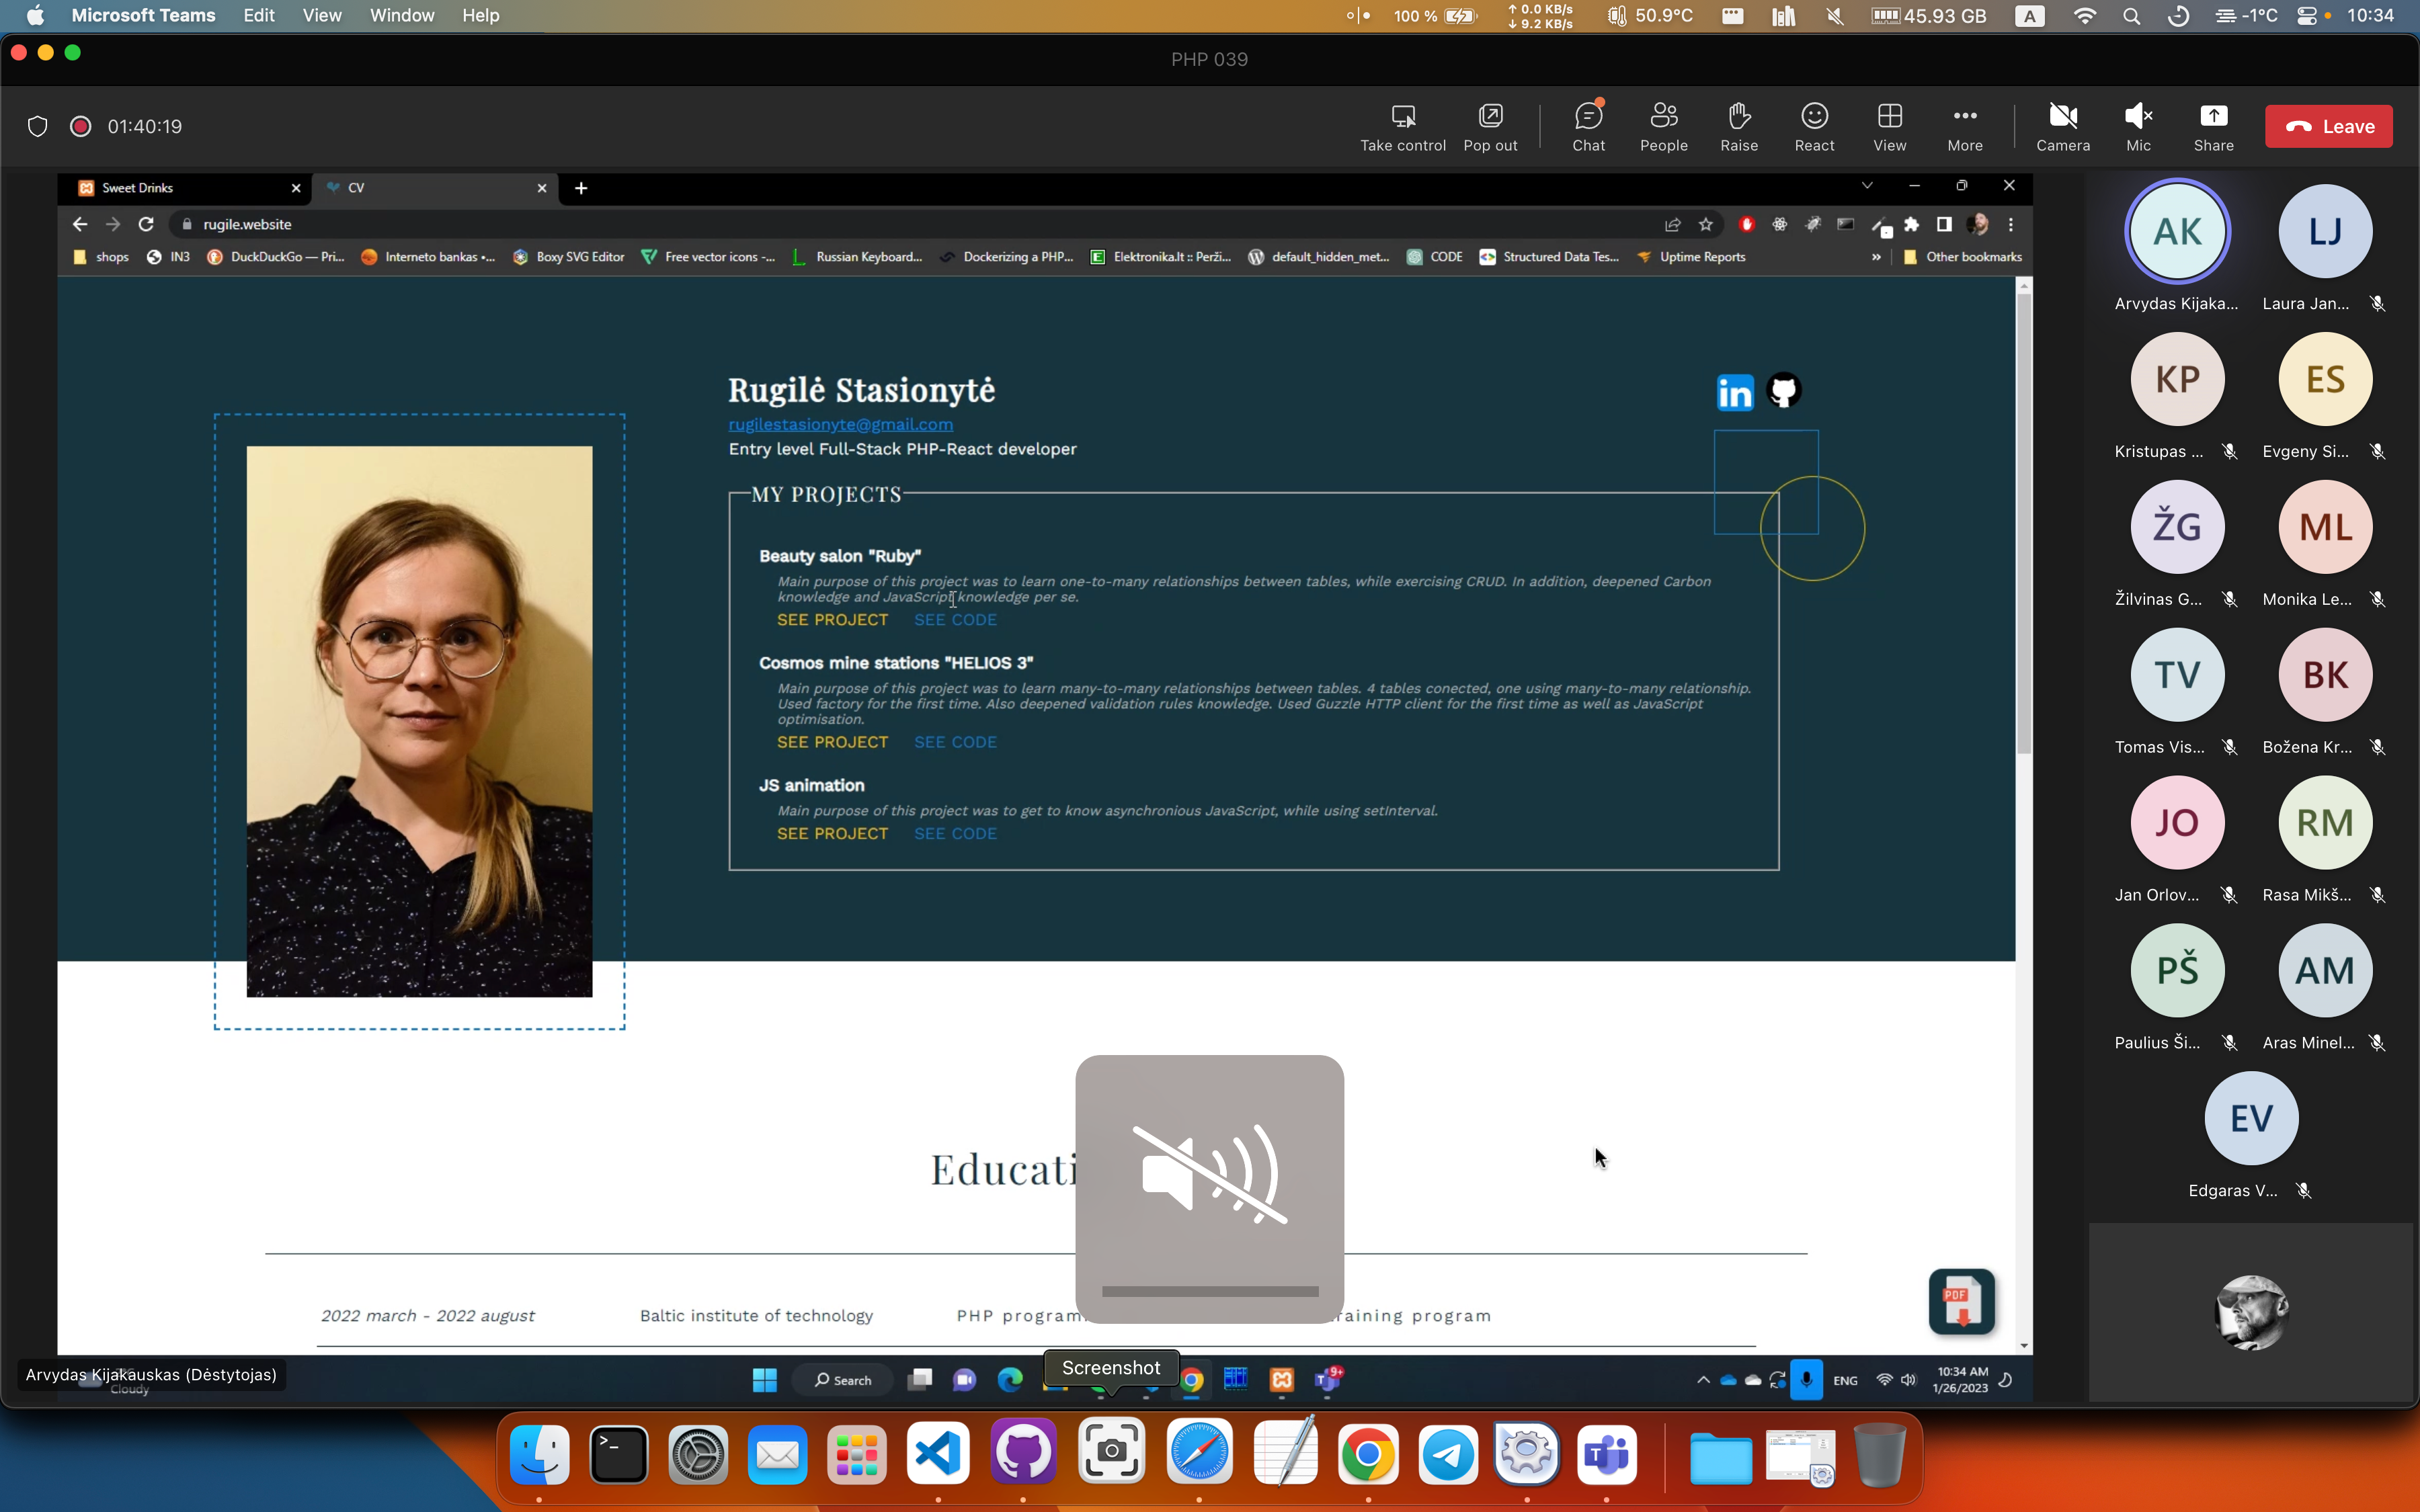 Microsoft Teams Edit View Window Help
100 % ↑ 0.0 KB/s ↓ 9.2 KB/s 50.9°C 45.93 GB A -1°C 10:34
PHP 039
01:40:19
Take control Pop out Chat People Raise React View More Camera Mic Share Leave
Sweet Drinks CV
rugile.website
shops IN3 DuckDuckGo — Pri... Interneto bankas •... Boxy SVG Editor Free vector icons -... Russian Keyboard... Dockerizing a PHP... Elektronika.lt :: Perži... default_hidden_met... CODE Structured Data Tes... Uptime Reports » Other bookmarks
Rugilė Stasionytė
rugilestasionyte@gmail.com
Entry level Full-Stack PHP-React developer
MY PROJECTS
Beauty salon "Ruby"
Main purpose of this project was to learn one-to-many relationships between tables, while exercising CRUD. In addition, deepened Carbon
knowledge and JavaScript knowledge per se.
SEE PROJECT SEE CODE
Cosmos mine stations "HELIOS 3"
Main purpose of this project was to learn many-to-many relationships between tables. 4 tables conected, one using many-to-many relationship.
Used factory for the first time. Also deepened validation rules knowledge. Used Guzzle HTTP client for the first time as well as JavaScript
optimisation.
SEE PROJECT SEE CODE
JS animation
Main purpose of this project was to get to know asynchronious JavaScript, while using setInterval.
SEE PROJECT SEE CODE
Educati
2022 march - 2022 august Baltic institute of technology PHP program raining program
PDF
AK LJ
Arvydas Kijaka... Laura Jan...
KP ES
Kristupas ... Evgeny Si...
ŽG ML
Žilvinas G... Monika Le...
TV BK
Tomas Vis... Božena Kr...
JO RM
Jan Orlov... Rasa Mikš...
PŠ AM
Paulius Ši... Aras Minel...
EV
Edgaras V...
Arvydas Kijakauskas (Dėstytojas)
Cloudy
Search
Screenshot
9+
ENG
10:34 AM
1/26/2023